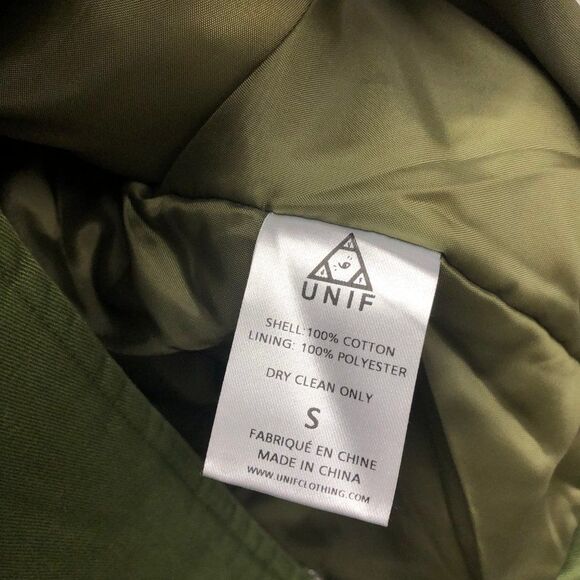 UNIF
SHELL: 100% COTTON
LINING: 100% POLYESTER
DRY CLEAN ONLY
S
FABRIQUÉ EN CHINE
MADE IN CHINA
WWW.UNIFCLOTHING.COM